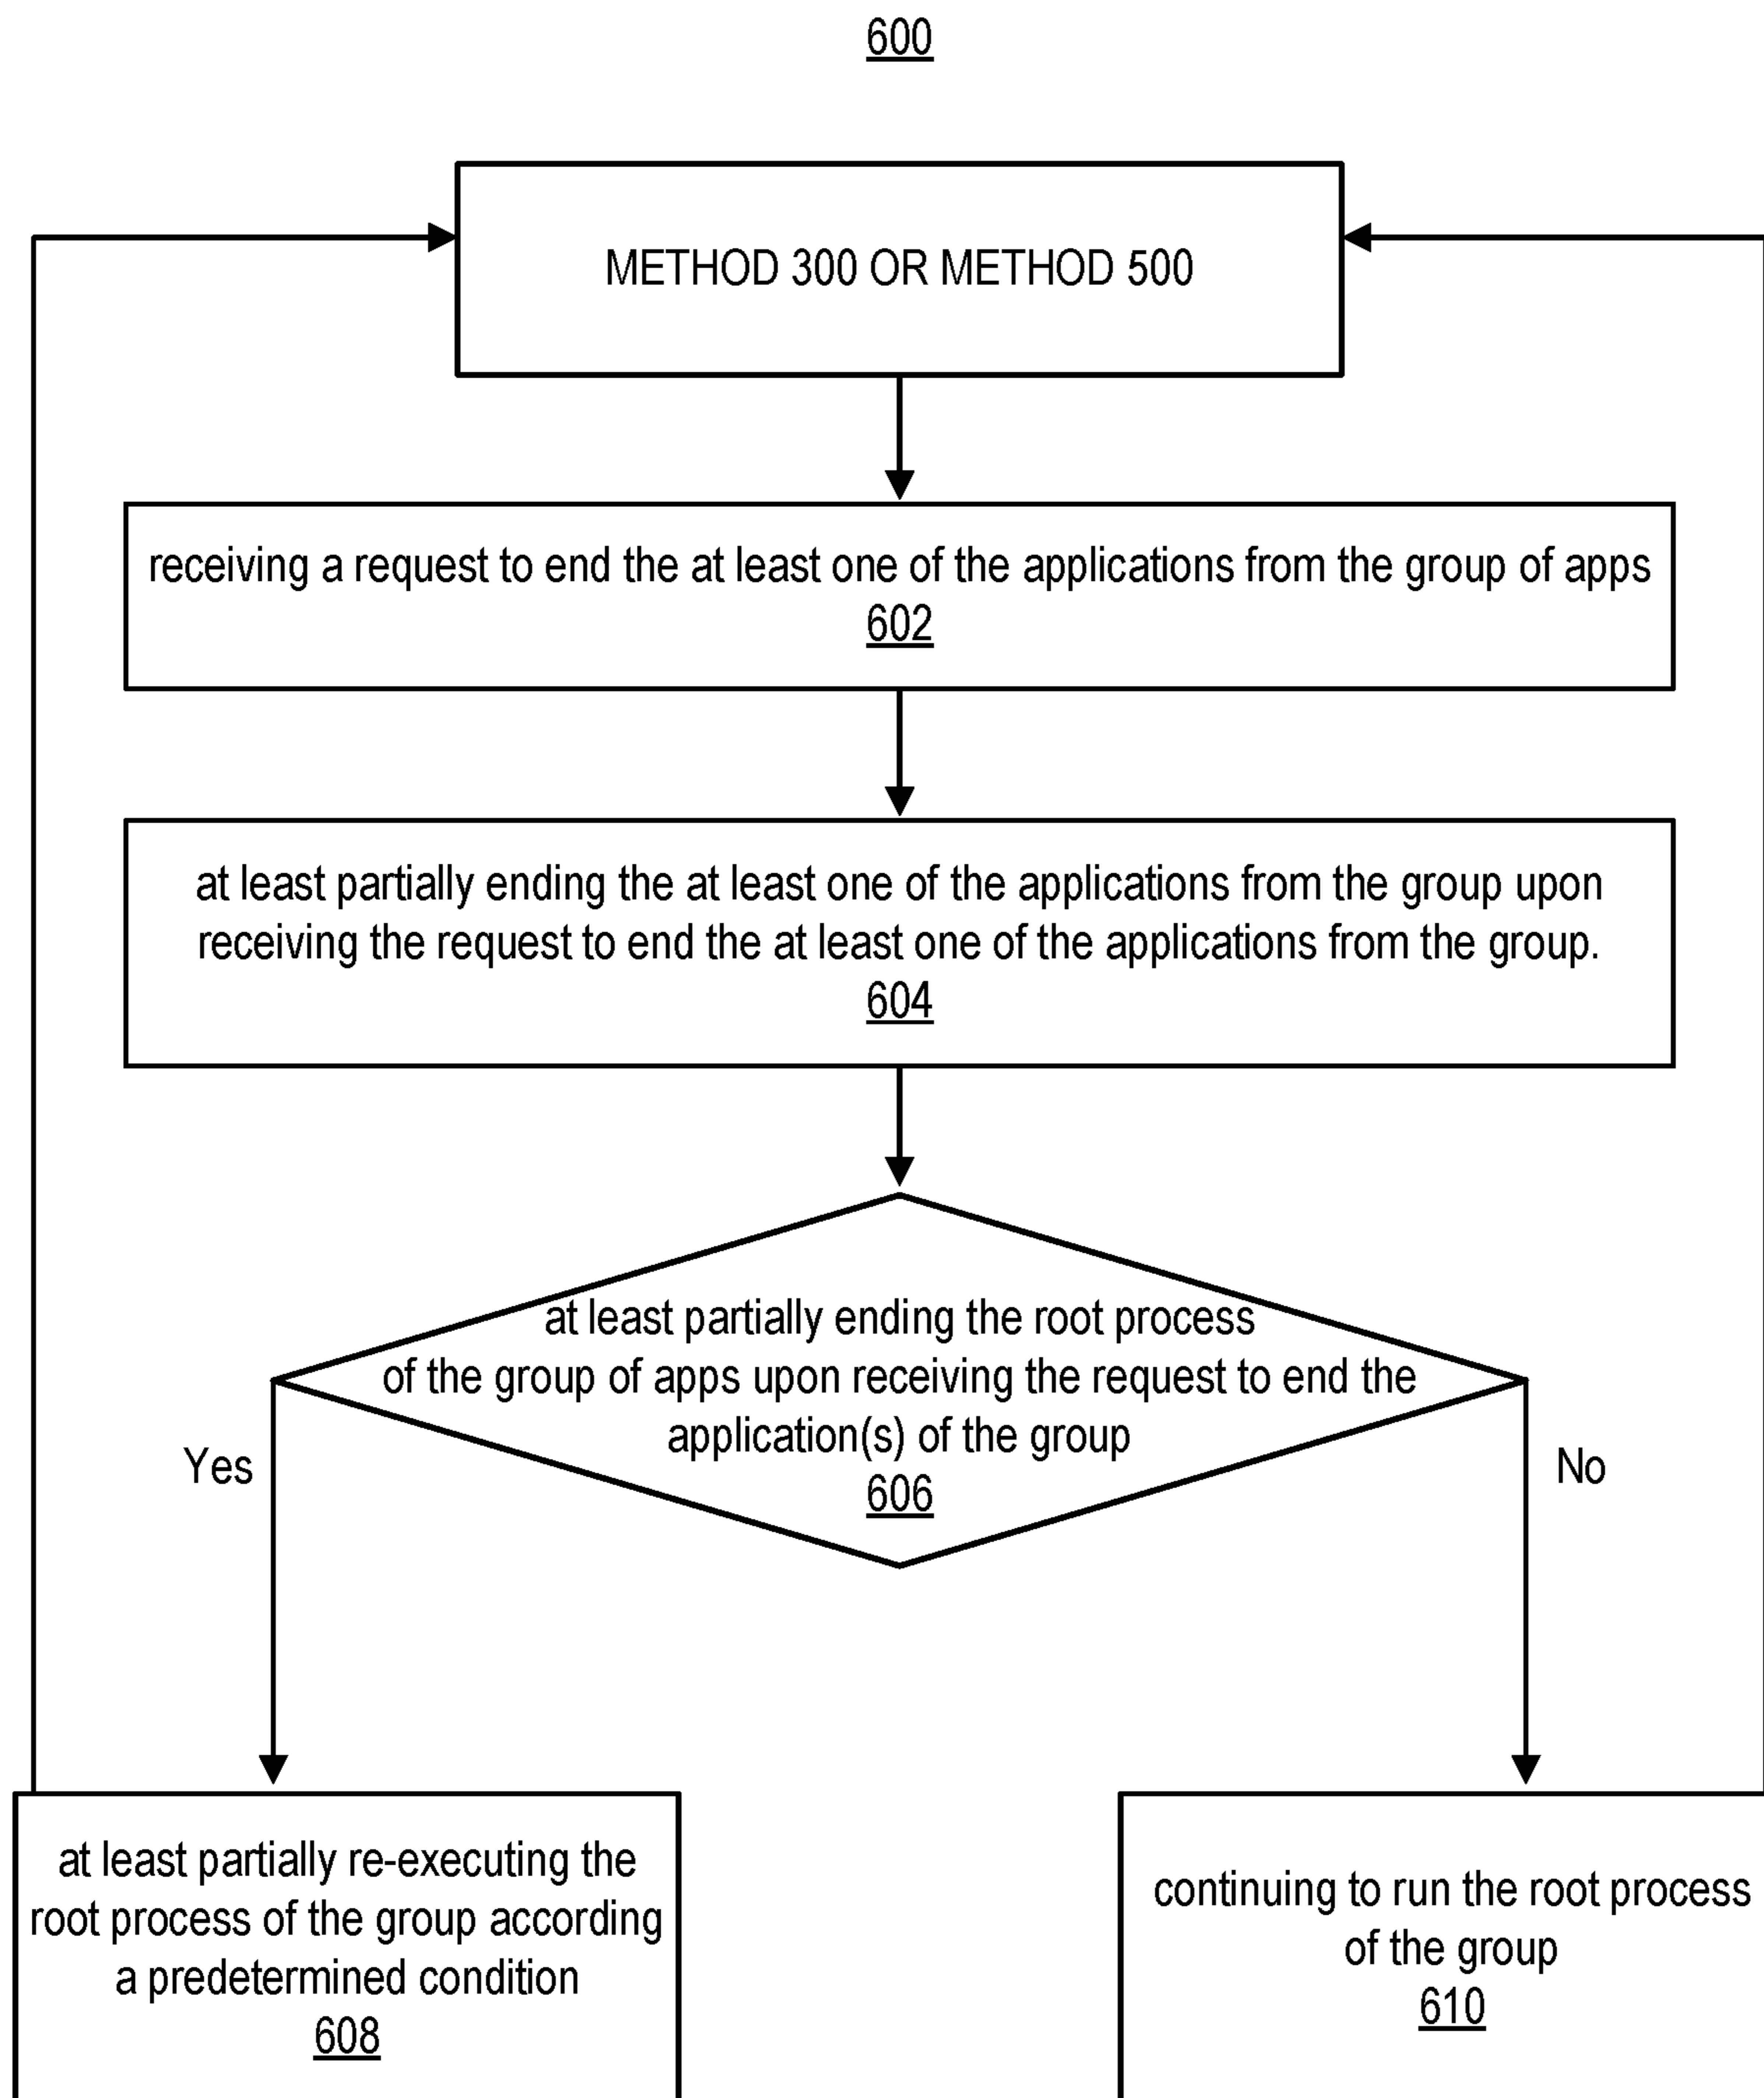 600
METHOD 300 OR METHOD 500
receiving a request to end the at least one of the applications from the group of apps
602
at least partially ending the at least one of the applications from the group upon
receiving the request to end the at least one of the applications from the group.
604
at least partially ending the root process
of the group of apps upon receiving the request to end the
application(s) of the group
606
Yes
No
at least partially re-executing the
root process of the group according
a predetermined condition
608
continuing to run the root process
of the group
610